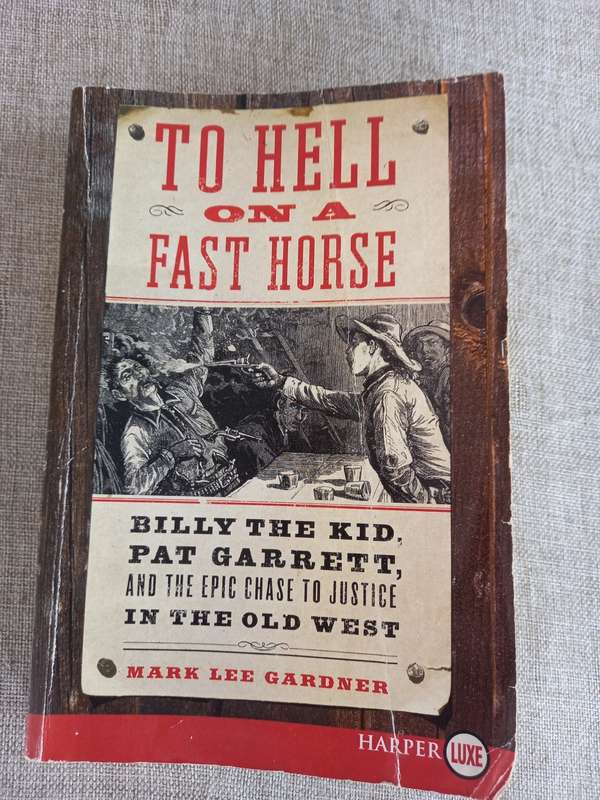 TO HELL
ON A
FAST HORSE
BILLY THE KID,
PAT GARRETT,
AND THE EPIC CHASE TO JUSTICE
IN THE OLD WEST
MARK LEE GARDNER
HARPER LUXE